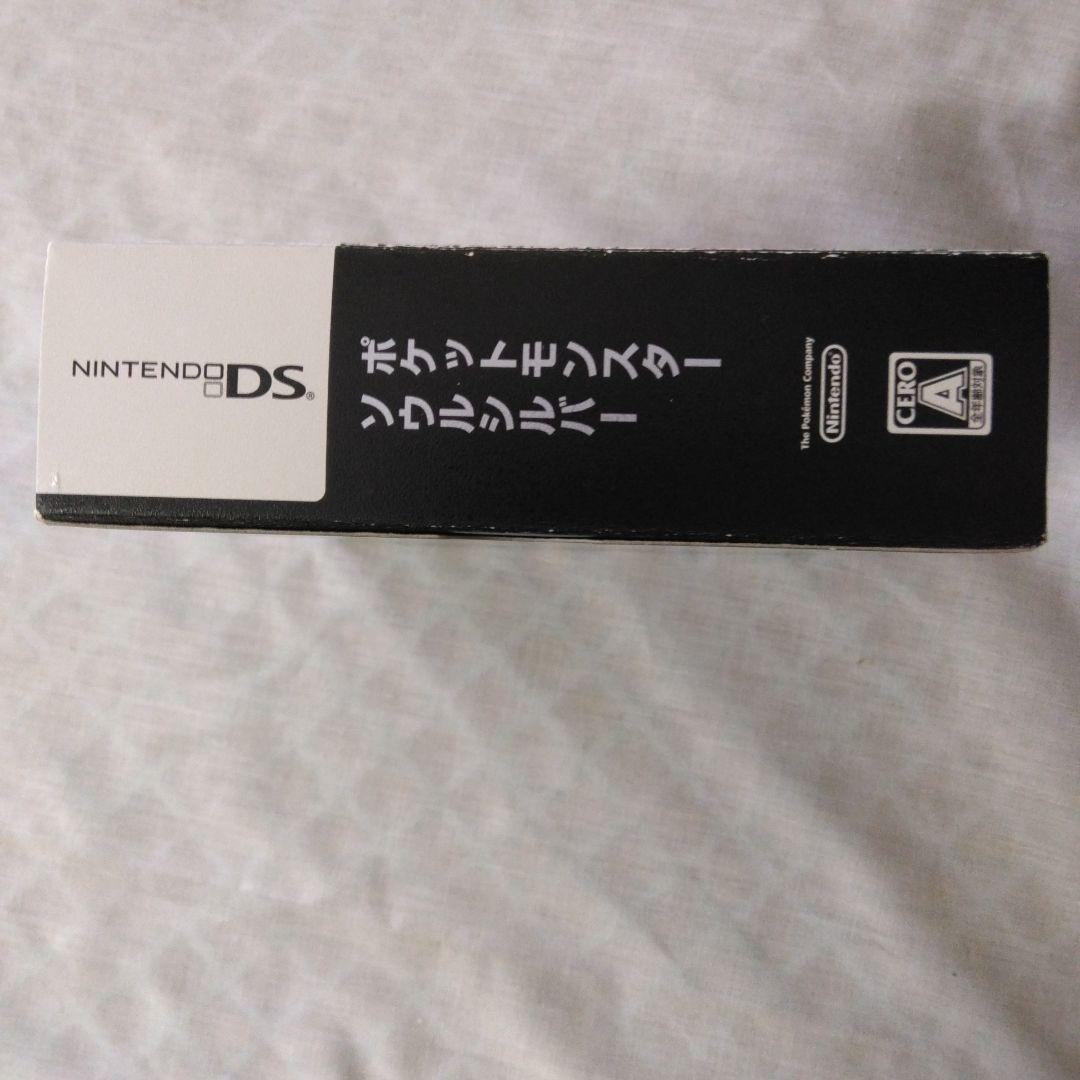 NINTENDO DS®
ポケットモンスター
ソウルシルバー
The Pokémon Company
Nintendo®
CERO
A
全年齢対象